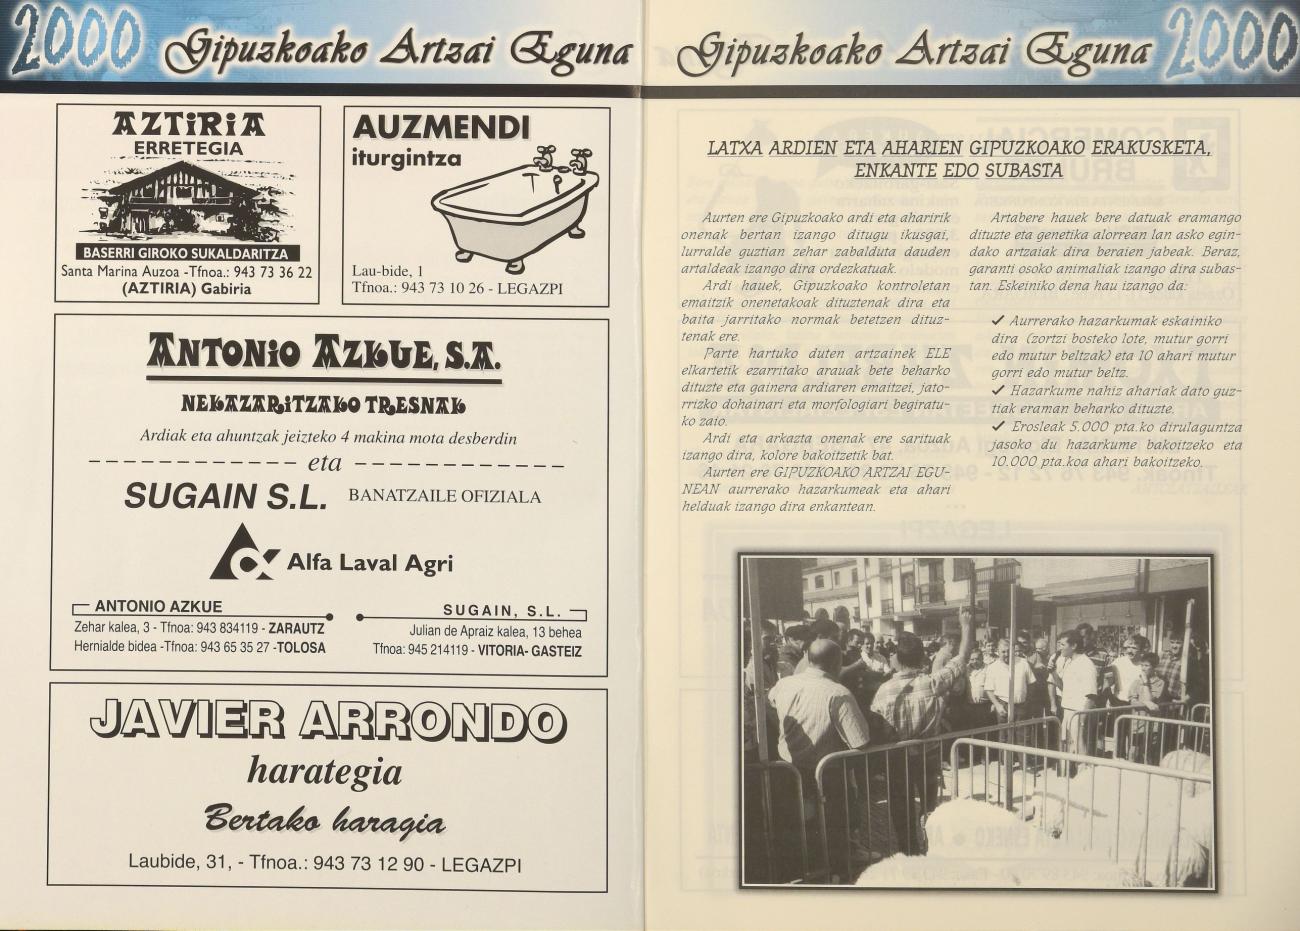 2000 Gipuzkoako Artzai Eguna
AZTIRIA
ERRETEGIA
BASERRI GIROKO SUKALDARITZA
Santa Marina Auzoa -Tfnoa.: 943 73 36 22
(AZTIRIA) Gabiria
AUZMENDI
iturgintza
Lau-bide, 1
Tfnoa.: 943 73 10 26 - LEGAZPI
ANTONIO AZKUE, S.A.
NEKAZARITZAKO TRESNAK
Ardiak eta ahuntzak jeizteko 4 makina mota desberdin
eta
SUGAIN S.L. BANATZAILE OFIZIALA
Alfa Laval Agri
ANTONIO AZKUE
Zehar kalea, 3 - Tfnoa: 943 834119 - ZARAUTZ
Hernialde bidea -Tfnoa: 943 65 35 27 -TOLOSA
SUGAIN, S.L.
Julian de Apraiz kalea, 13 behea
Tfnoa: 945 214119 - VITORIA- GASTEIZ
JAVIER ARRONDO
harategia
Bertako haragia
Laubide, 31, - Tfnoa.: 943 73 12 90 - LEGAZPI
Gipuzkoako Artzai Eguna 2000
LATXA ARDIEN ETA AHARIEN GIPUZKOAKO ERAKUSKETA,
ENKANTE EDO SUBASTA
Aurten ere Gipuzkoako ardi eta aharirik
onenak bertan izango ditugu ikusgai,
lurralde guztian zehar zabalduta dauden
artaldeak izango dira ordezkatuak.
Ardi hauek, Gipuzkoako kontroletan
emaitzik onenetakoak dituztenak dira eta
baita jarritako normak betetzen dituz-
tenak ere.
Parte hartuko duten artzainek ELE
elkartetik ezarritako arauak bete beharko
dituzte eta gainera ardiaren emaitzei, jato-
rrizko dohainari eta morfologiari begiratu-
ko zaio.
Ardi eta arkazta onenak ere sarituak
izango dira, kolore bakoitzetik bat.
Aurten ere GIPUZKOAKO ARTZAI EGU-
NEAN aurrerako hazarkumeak eta ahari
helduak izango dira enkantean.
Artabere hauek bere datuak eramango
dituzte eta genetika alorrean lan asko egin-
dako artzaiak dira beraien jabeak. Beraz,
garanti osoko animaliak izango dira subas-
tan. Eskeiniko dena hau izango da:
✓ Aurrerako hazarkumak eskainiko
dira (zortzi bosteko lote, mutur gorri
edo mutur beltzak) eta 10 ahari mutur
gorri edo mutur beltz.
✓ Hazarkume nahiz ahariak dato guz-
tiak eraman beharko dituzte.
✓ Erosleak 5.000 pta.ko dirulaguntza
jasoko du hazarkume bakoitzeko eta
10.000 pta.koa ahari bakoitzeko.